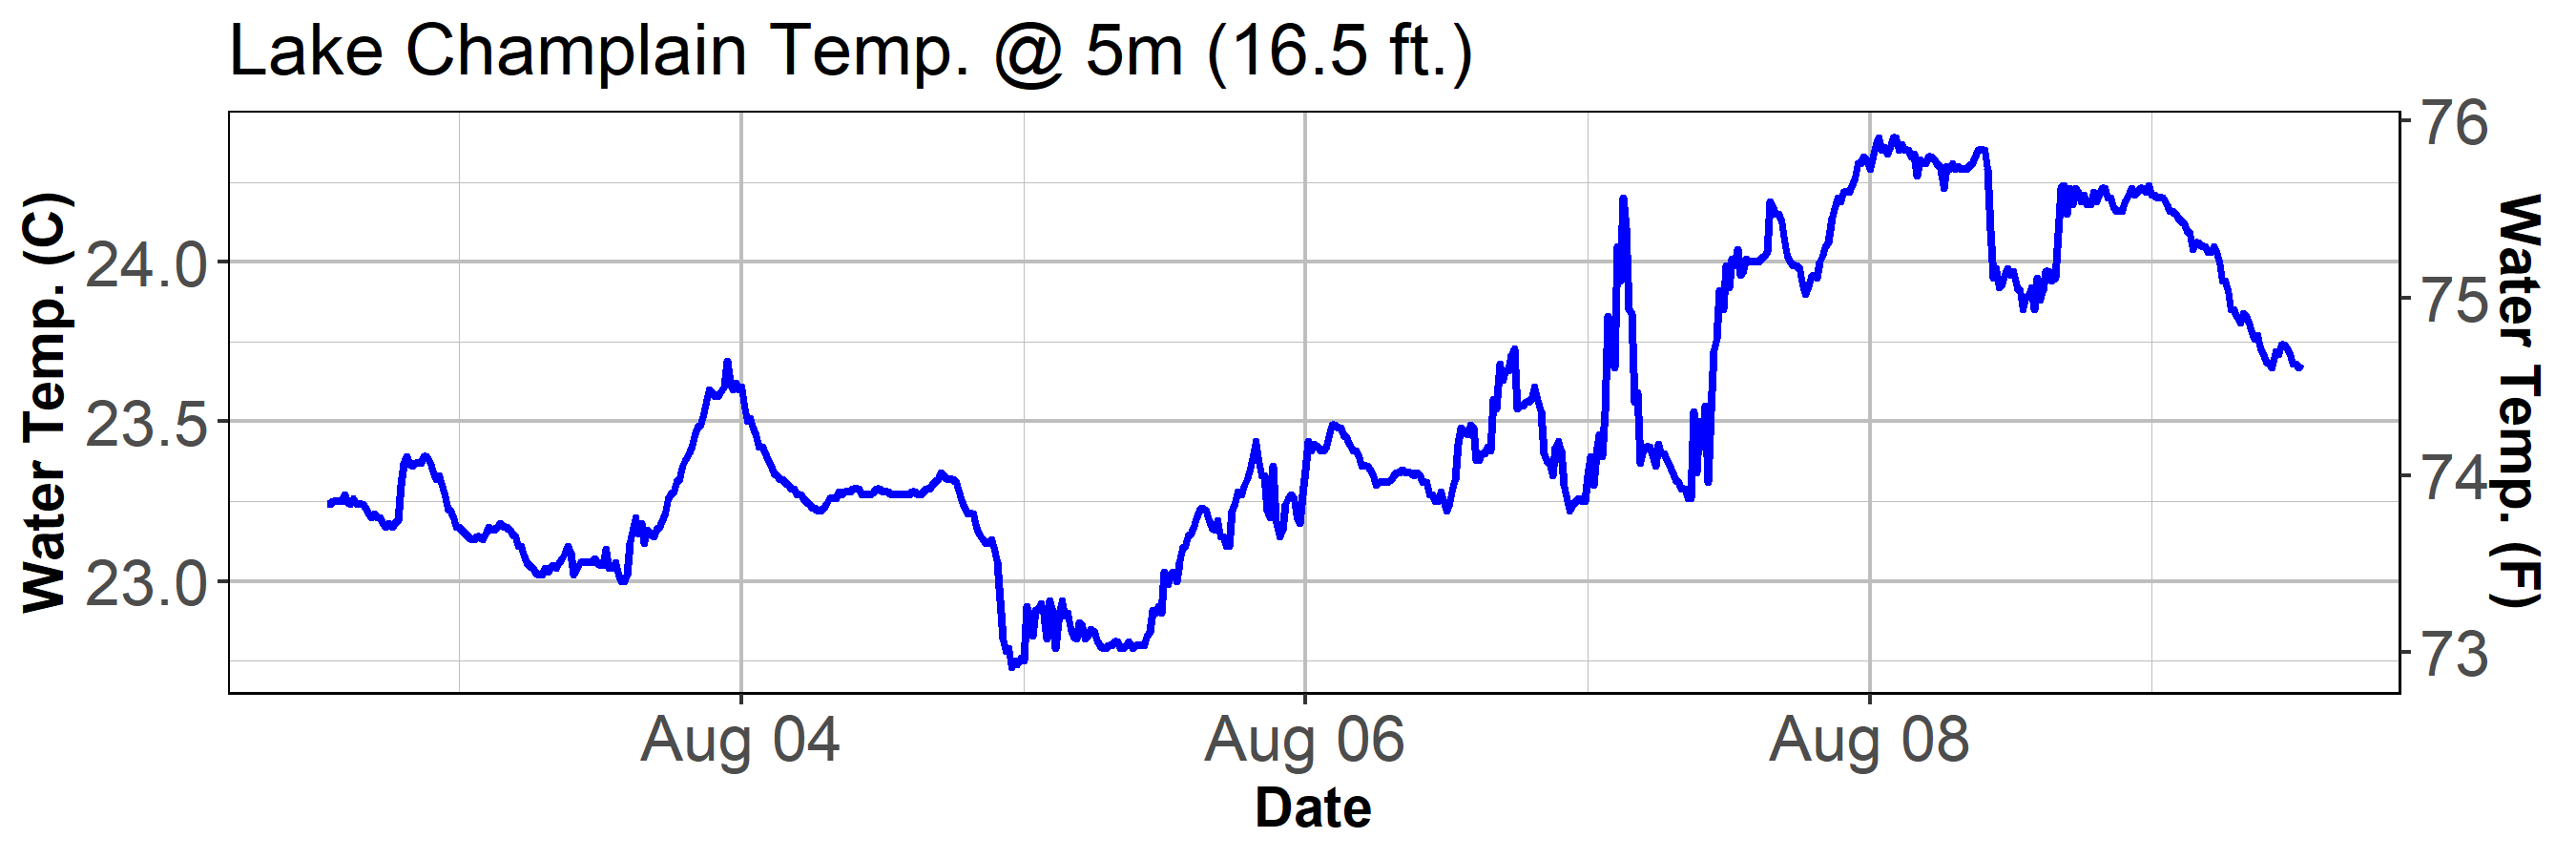 Lake Champlain Temp. @ 5m (16.5 ft.)
Water Temp. (C)
24.0
23.5
23.0
76
75
74
73
Water Temp. (F)
Aug 04
Aug 06
Aug 08
Date